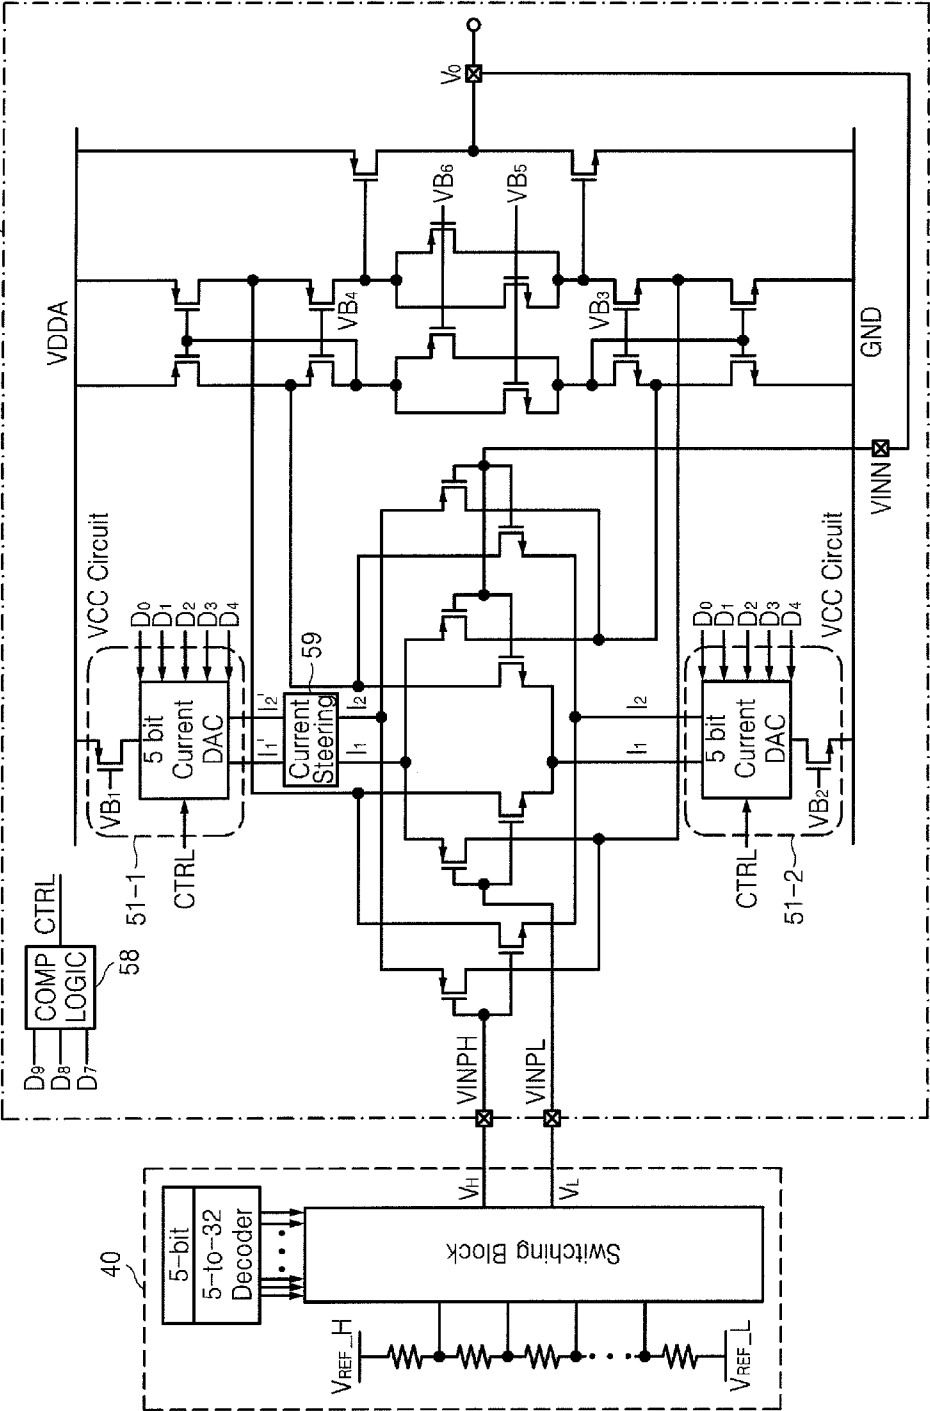 COMP LOGIC
58
D9
D8
D7
CTRL
VDDA
VCC Circuit
VB1
5 bit Current DAC
D0
D1
D2
D3
D4
CTRL
51-1
I1'
I2'
Current Steering
59
I1
I2
VINPH
VINPL
I1
I2
5 bit Current DAC
D0
D1
D2
D3
D4
CTRL
VB2
51-2
VCC Circuit
GND
VB4
VB6
VB5
VB3
V0
VINN
40
5-bit
5-to-32 Decoder
Switching Block
VH
VL
VREF_H
VREF_L